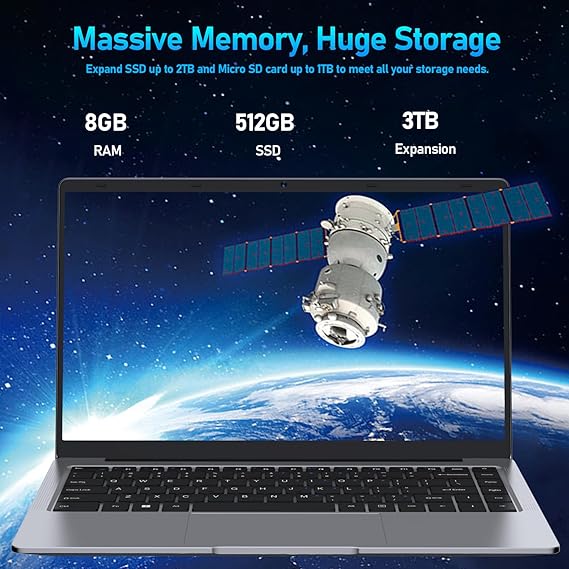 Massive Memory, Huge Storage
Expand SSD up to 2TB and Micro SD card up to 1TB to meet all your storage needs.
8GB
RAM
512GB
SSD
3TB
Expansion